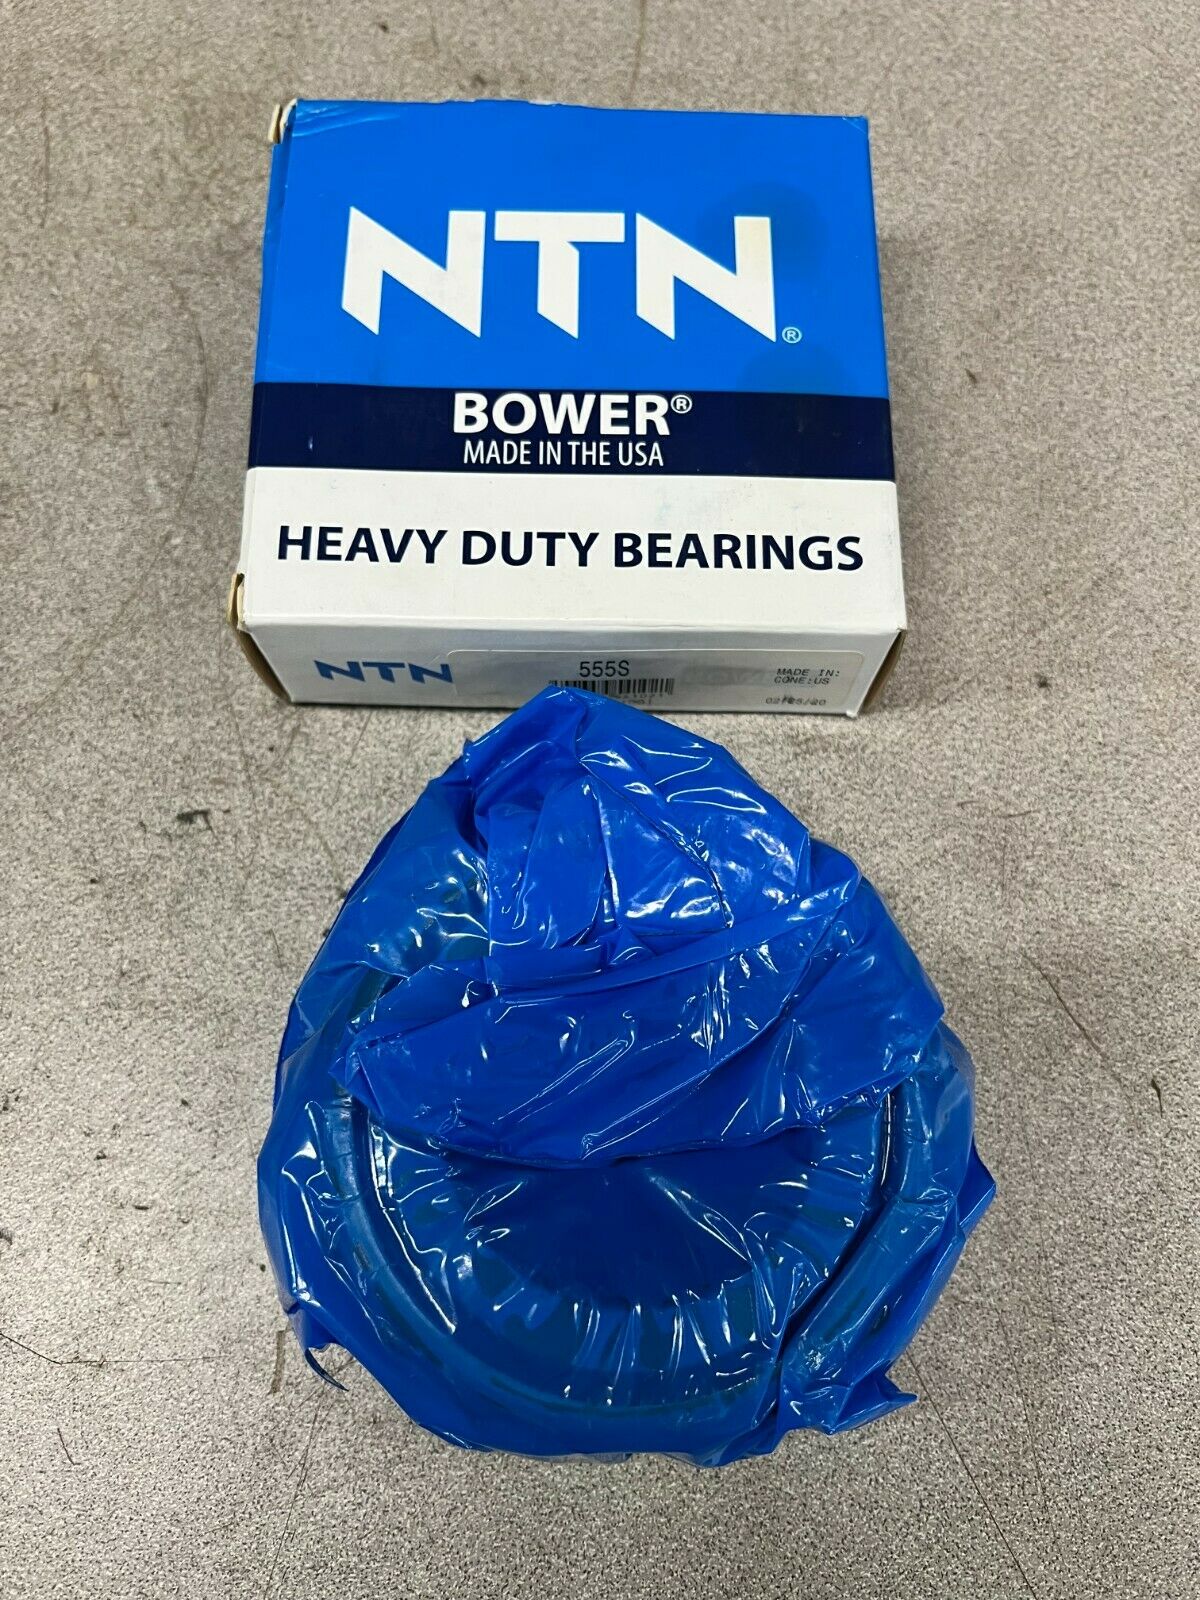 NTN®
BOWER®
MADE IN THE USA
HEAVY DUTY BEARINGS
NTN
555S
MADE IN:
CONE:US